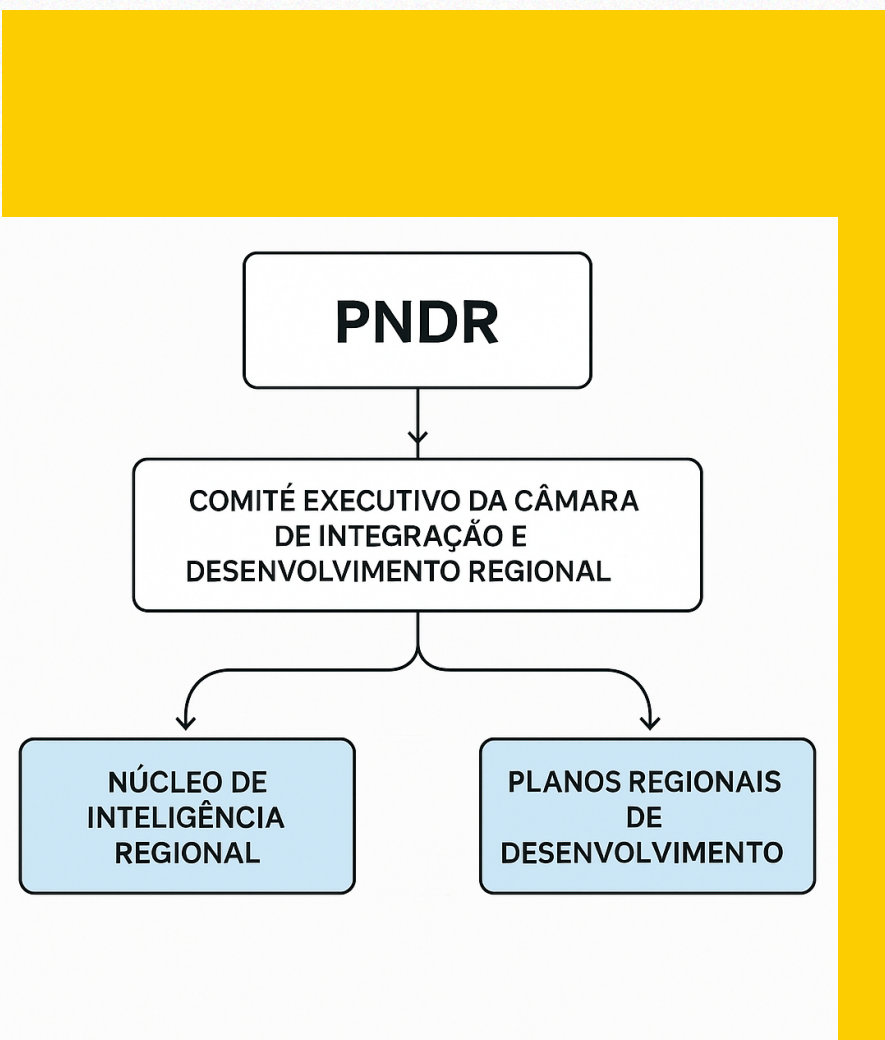 PNDR
COMITÉ EXECUTIVO DA CÂMARA
DE INTEGRAÇÃO E
DESENVOLVIMENTO REGIONAL
NÚCLEO DE
INTELIGÊNCIA
REGIONAL
PLANOS REGIONAIS
DE
DESENVOLVIMENTO